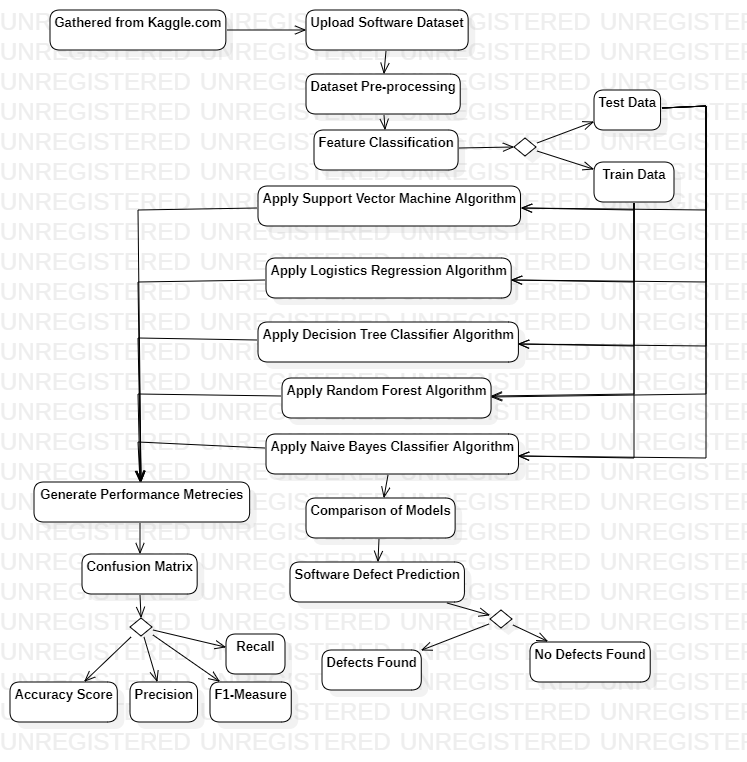 Gathered from Kaggle.com
Upload Software Dataset
Dataset Pre-processing
Feature Classification
Test Data
Train Data
Apply Support Vector Machine Algorithm
Apply Logistics Regression Algorithm
Apply Decision Tree Classifier Algorithm
Apply Random Forest Algorithm
Apply Naive Bayes Classifier Algorithm
Generate Performance Metrecies
Comparison of Models
Confusion Matrix
Software Defect Prediction
Recall
Defects Found
No Defects Found
Accuracy Score
Precision
F1-Measure
UNREGISTERED